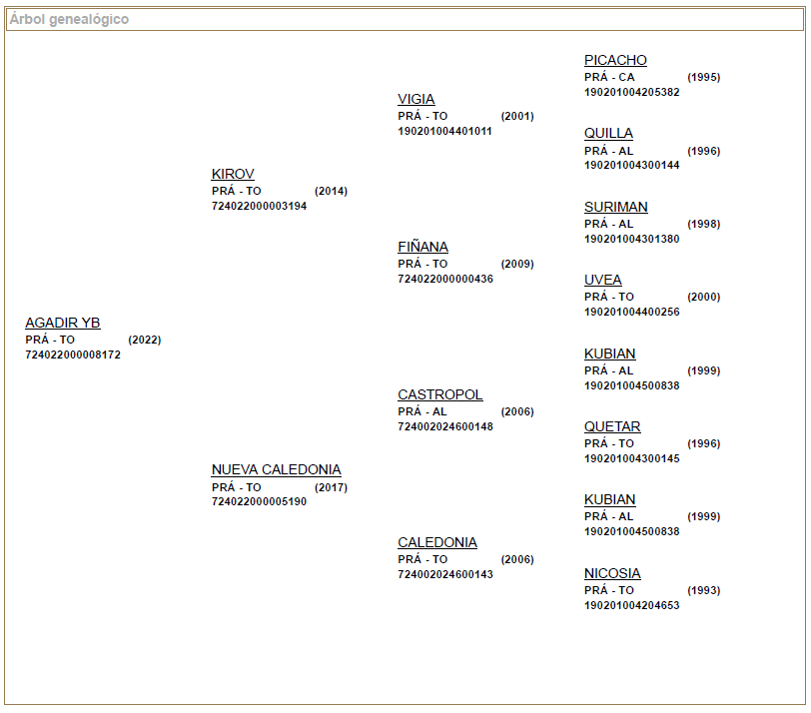 Árbol genealógico
PICACHO
PRÁ - CA (1995)
190201004205382
VIGIA
PRÁ - TO (2001)
190201004401011
QUILLA
PRÁ - AL (1996)
190201004300144
KIROV
PRÁ - TO (2014)
724022000003194
SURIMAN
PRÁ - AL (1998)
190201004301380
FIÑANA
PRÁ - TO (2009)
724022000000436
UVEA
PRÁ - TO (2000)
190201004400256
AGADIR YB
PRÁ - TO (2022)
724022000008172
KUBIAN
PRÁ - AL (1999)
190201004500838
CASTROPOL
PRÁ - AL (2006)
724002024600148
QUETAR
PRÁ - TO (1996)
190201004300145
NUEVA CALEDONIA
PRÁ - TO (2017)
724022000005190
KUBIAN
PRÁ - AL (1999)
190201004500838
CALEDONIA
PRÁ - TO (2006)
724002024600143
NICOSIA
PRÁ - TO (1993)
190201004204653